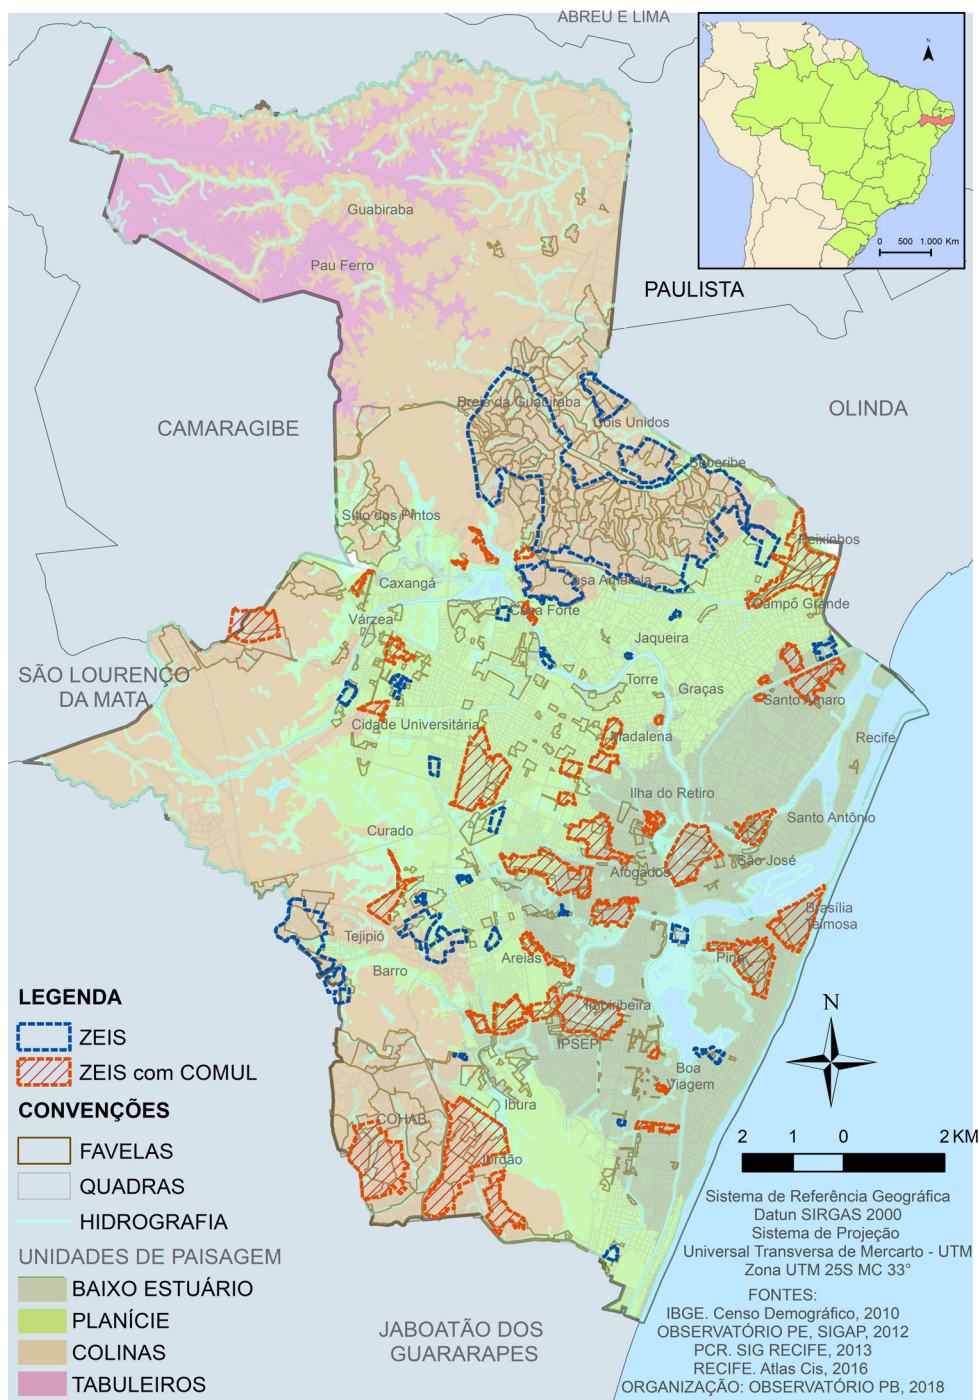 ABREU E LIMA
N
0 500 1.000 Km
Guabiraba
Pau Ferro
PAULISTA
CAMARAGIBE
OLINDA
Brejo da Guabiraba
Dois Unidos
Beberibe
Sítio dos Pintos
Peixinhos
Caxangá
Casa Amarela
Campo Grande
Várzea
Casa Forte
Jaqueira
SÃO LOURENÇO
DA MATA
Torre
Graças
Santo Amaro
Cidade Universitária
Madalena
Recife
Ilha do Retiro
Santo Antônio
Curado
São José
Afogados
Brasília
Teimosa
Tejipió
Areias
Pina
Barro
Imbiribeira
IPSEP
Boa
Viagem
Ibura
COHAB
Jordão
LEGENDA
ZEIS
ZEIS com COMUL
CONVENÇÕES
FAVELAS
QUADRAS
HIDROGRAFIA
UNIDADES DE PAISAGEM
BAIXO ESTUÁRIO
PLANÍCIE
COLINAS
TABULEIROS
JABOATÃO DOS
GUARARAPES
N
2 1 0 2 KM
Sistema de Referência Geográfica
Datun SIRGAS 2000
Sistema de Projeção
Universal Transversa de Mercarto - UTM
Zona UTM 25S MC 33°
FONTES:
IBGE. Censo Demográfico, 2010
OBSERVATÓRIO PE, SIGAP, 2012
PCR. SIG RECIFE, 2013
RECIFE. Atlas Cis, 2016
ORGANIZAÇÃO: OBSERVATÓRIO PB, 2018